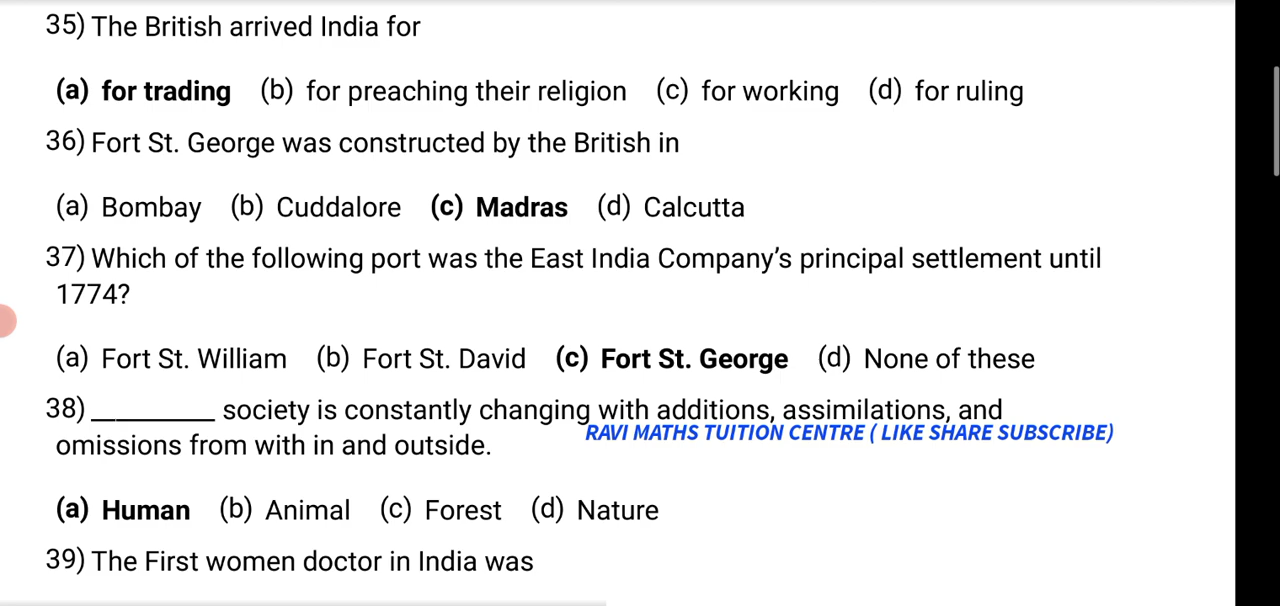 35) The British arrived India for
(a) for trading (b) for preaching their religion (c) for working (d) for ruling
36) Fort St. George was constructed by the British in
(a) Bombay (b) Cuddalore (c) Madras (d) Calcutta
37) Which of the following port was the East India Company's principal settlement until
1774?
(a) Fort St. William (b) Fort St. David (c) Fort St. George (d) None of these
38) __________ society is constantly changing with additions, assimilations, and
RAVI MATHS TUITION CENTRE ( LIKE SHARE SUBSCRIBE)
omissions from with in and outside.
(a) Human (b) Animal (c) Forest (d) Nature
39) The First women doctor in India was